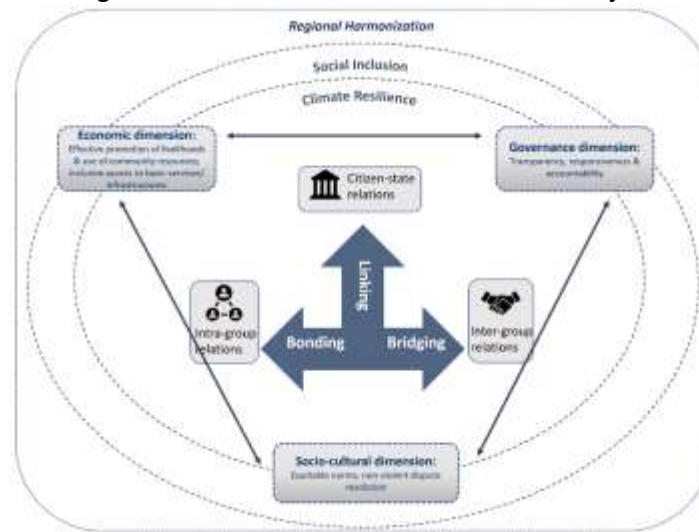 Regional Harmonization
Social Inclusion
Climate Resilience
Economic dimension:
Effective promotion of livelihoods
& use of community resources,
inclusive access to basic services/
infrastructures
Governance dimension:
Transparency, responsiveness &
accountability
Citizen-state
relations
Linking
Intra-group
relations
Bonding
Bridging
Inter-group
relations
Socio-cultural dimension:
Equitable norms, non-violent dispute
resolution